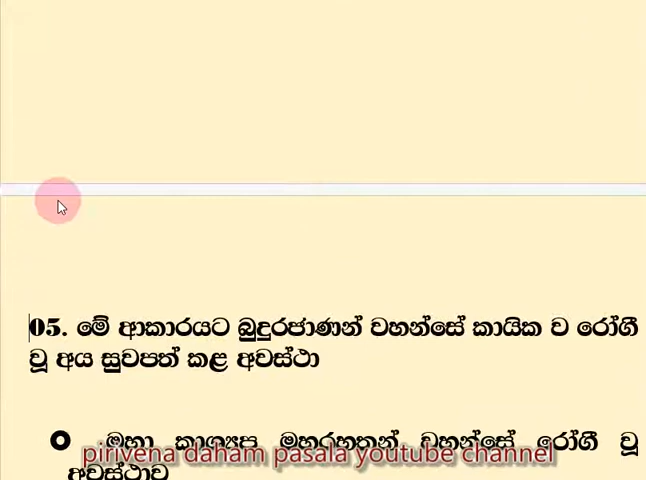 05. මේ ආකාරයට බුදුරජාණන් වහන්සේ කායික ව රෝගී
වූ අය සුවපත් කළ අවස්ථා
මහා කාශ්‍යප මහරහතන් වහන්සේ රෝගී වූ
අවස්ථාව
pirivena daham pasala youtube channel